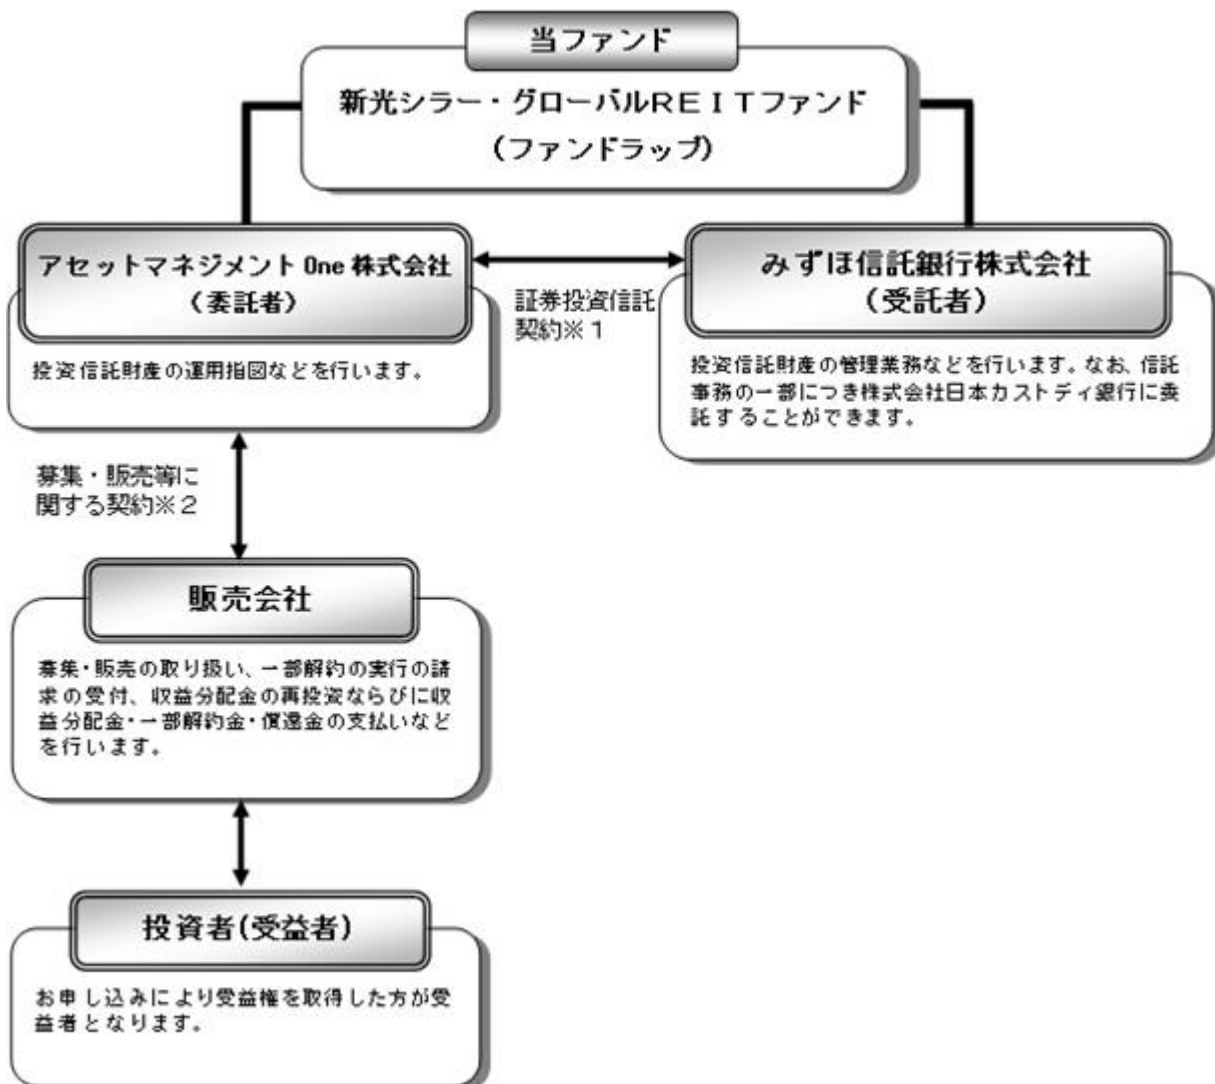 当ファンド
新光シラー・グローバルＲＥＩＴファンド
（ファンドラップ）
アセットマネジメント One 株式会社
（委託者）
投資信託財産の運用指図などを行います。
証券投資信託
契約※１
みずほ信託銀行株式会社
（受託者）
投資信託財産の管理業務などを行います。なお、信託
事務の一部につき株式会社日本カストディ銀行に委
託することができます。
募集・販売等に
関する契約※２
販売会社
募集・販売の取り扱い、一部解約の実行の請
求の受付、収益分配金の再投資ならびに収
益分配金・一部解約金・償還金の支払いなど
を行います。
投資者(受益者)
お申し込みにより受益権を取得した方が受
益者となります。